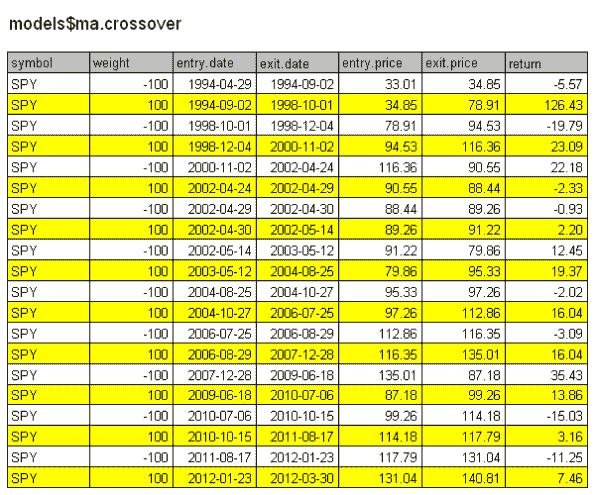 models$ma.crossover
symbol weight entry.date exit.date entry.price exit.price return
SPY -100 1994-04-29 1994-09-02 33.01 34.85 -5.57
SPY 100 1994-09-02 1998-10-01 34.85 78.91 126.43
SPY -100 1998-10-01 1998-12-04 78.91 94.53 -19.79
SPY 100 1998-12-04 2000-11-02 94.53 116.36 23.09
SPY -100 2000-11-02 2002-04-24 116.36 90.55 22.18
SPY 100 2002-04-24 2002-04-29 90.55 88.44 -2.33
SPY -100 2002-04-29 2002-04-30 88.44 89.26 -0.93
SPY 100 2002-04-30 2002-05-14 89.26 91.22 2.20
SPY -100 2002-05-14 2003-05-12 91.22 79.86 12.45
SPY 100 2003-05-12 2004-08-25 79.86 95.33 19.37
SPY -100 2004-08-25 2004-10-27 95.33 97.26 -2.02
SPY 100 2004-10-27 2006-07-25 97.26 112.86 16.04
SPY -100 2006-07-25 2006-08-29 112.86 116.35 -3.09
SPY 100 2006-08-29 2007-12-28 116.35 135.01 16.04
SPY -100 2007-12-28 2009-06-18 135.01 87.18 35.43
SPY 100 2009-06-18 2010-07-06 87.18 99.26 13.86
SPY -100 2010-07-06 2010-10-15 99.26 114.18 -15.03
SPY 100 2010-10-15 2011-08-17 114.18 117.79 3.16
SPY -100 2011-08-17 2012-01-23 117.79 131.04 -11.25
SPY 100 2012-01-23 2012-03-30 131.04 140.81 7.46